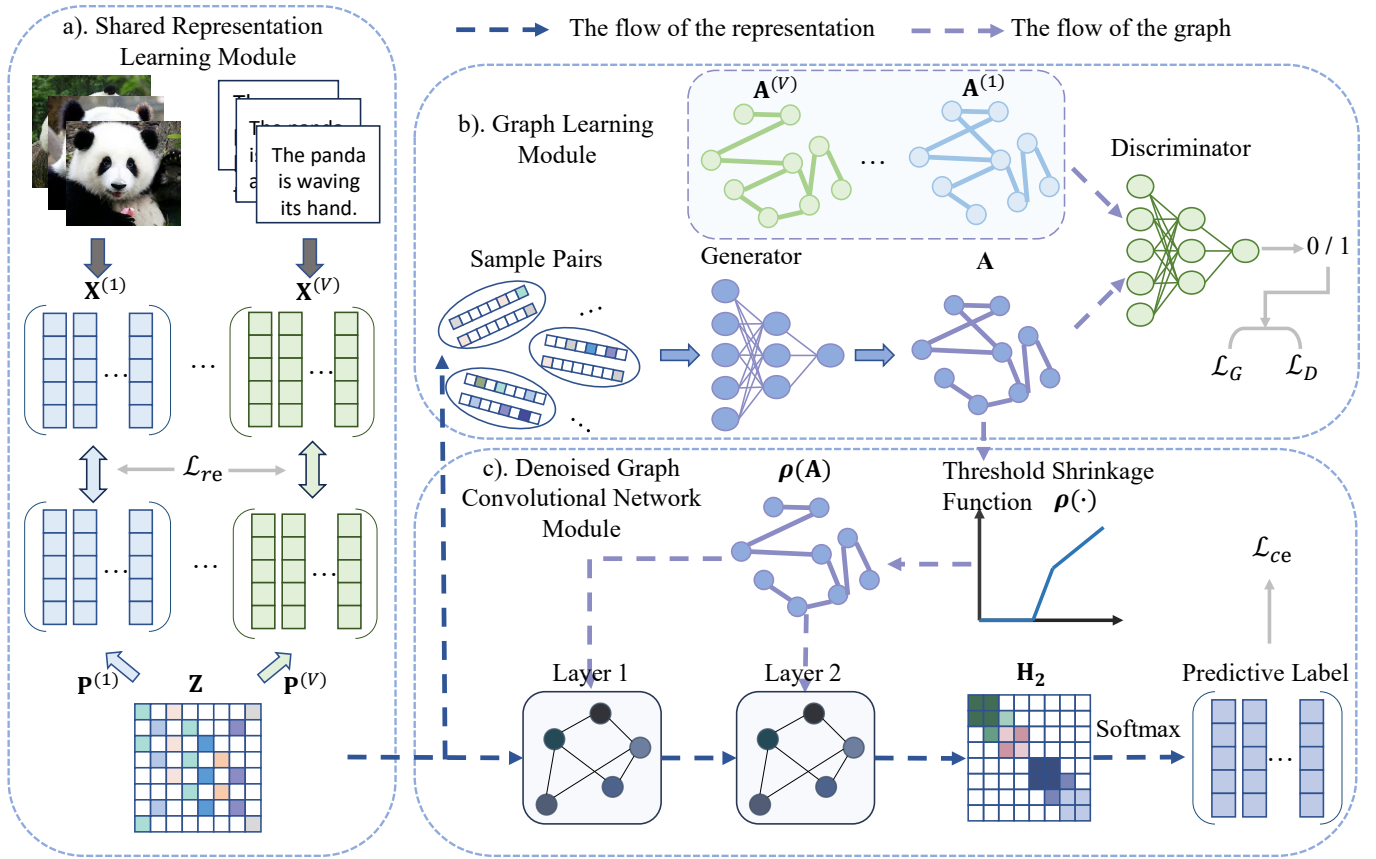 The flow of the representation
The flow of the graph
a). Shared Representation
Learning Module
The panda
is waving
its hand.
𝐗^(1)
𝐗^(V)
...
...
...
ℒ_re
...
...
...
𝐏^(1)
𝐙
𝐏^(V)
b). Graph Learning
Module
𝐀^(V)
...
𝐀^(1)
Discriminator
Sample Pairs
...
...
Generator
𝐀
0 / 1
ℒ_G
ℒ_D
c). Denoised Graph
Convolutional Network
Module
𝝆(𝐀)
Threshold Shrinkage
Function 𝝆(·)
ℒ_ce
Layer 1
Layer 2
𝐇_𝟐
Softmax
Predictive Label
...